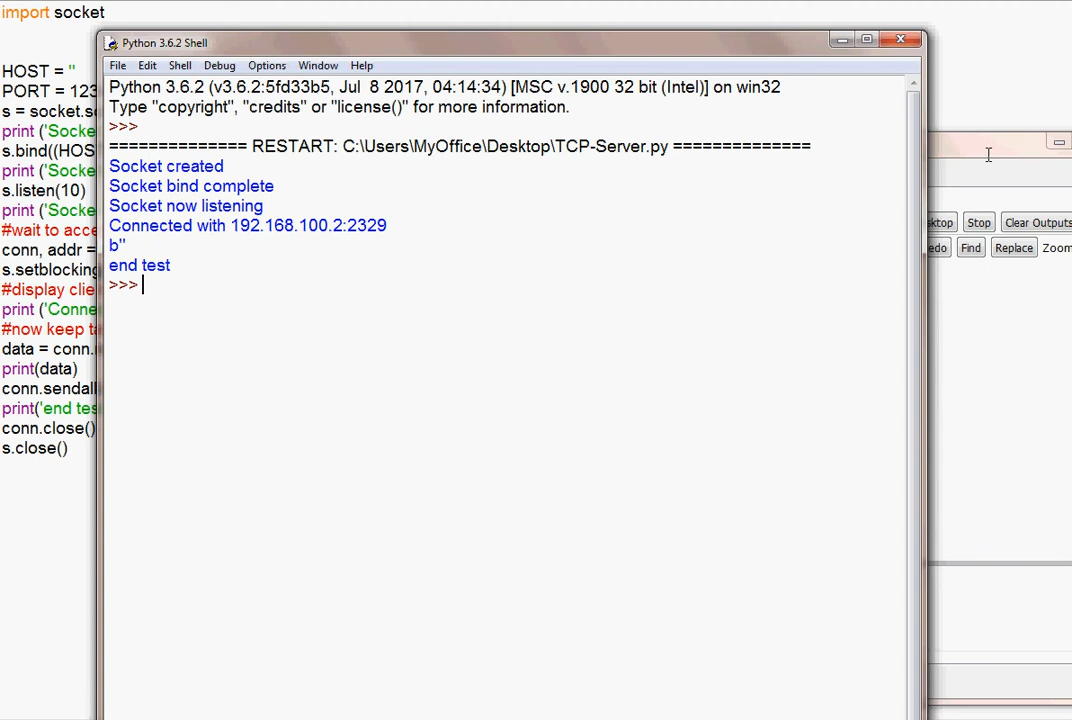 import socket
Python 3.6.2 Shell
File Edit Shell Debug Options Window Help
Python 3.6.2 (v3.6.2:5fd33b5, Jul 8 2017, 04:14:34) [MSC v.1900 32 bit (Intel)] on win32
Type "copyright", "credits" or "license()" for more information.
>>>
============== RESTART: C:\Users\MyOffice\Desktop\TCP-Server.py ==============
Socket created
Socket bind complete
Socket now listening
Connected with 192.168.100.2:2329
b''
end test
>>>
HOST = ''
PORT = 123
s = socket.so
print ('Socke
s.bind((HOS
print ('Socke
s.listen(10)
print ('Socke
#wait to acce
conn, addr =
s.setblocking
#display clie
print ('Conne
#now keep ta
data = conn.
print(data)
conn.sendall
print('end tes
conn.close()
s.close()
sktop Stop Clear Outputs
edo Find Replace Zoom